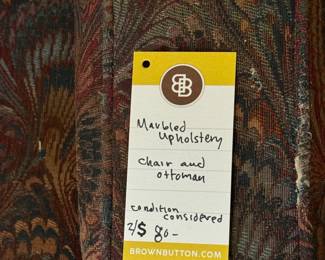 BB
Marbled
Upholstery
chair and
ottoman
condition
considered
2/$ 80-
BROWNBUTTON.COM